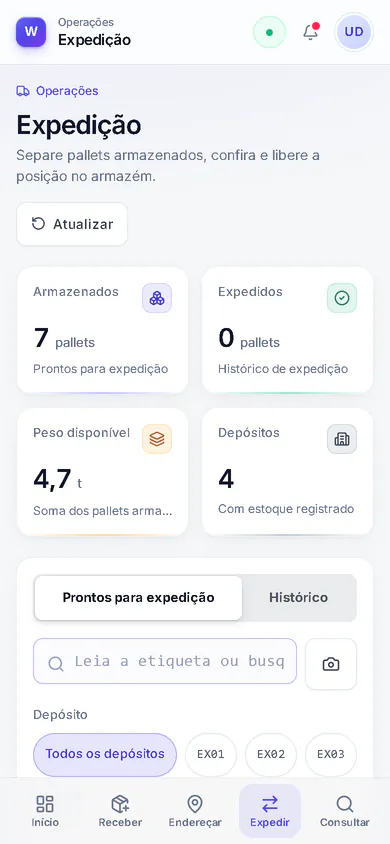 W
Operações
Expedição
UD
Operações
Expedição
Separe pallets armazenados, confira e libere a
posição no armazém.
Atualizar
Armazenados
7 pallets
Prontos para expedição
Expedidos
0 pallets
Histórico de expedição
Peso disponível
4,7 t
Soma dos pallets arma...
Depósitos
4
Com estoque registrado
Prontos para expedição
Histórico
Leia a etiqueta ou busq
Depósito
Todos os depósitos
EX01
EX02
EX03
Início
Receber
Endereçar
Expedir
Consultar